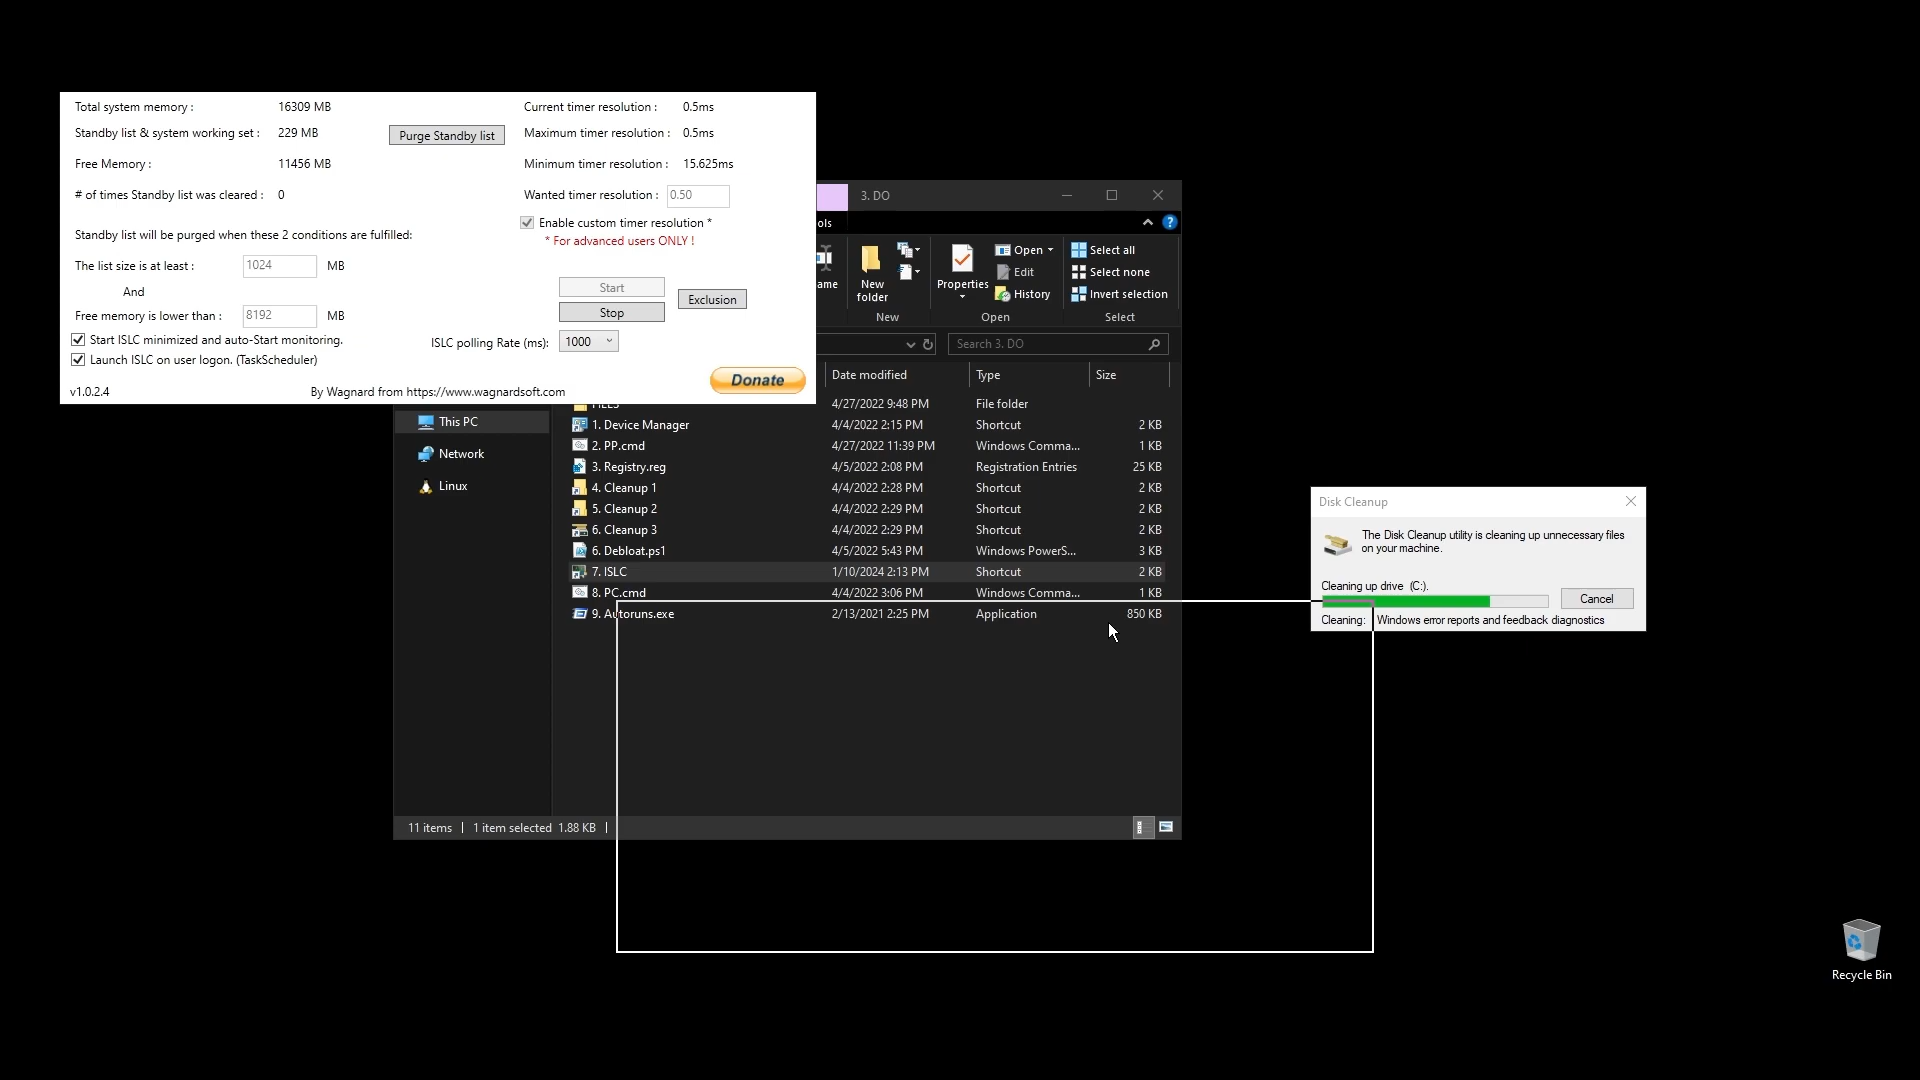 Total system memory : 16309 MB
Standby list & system working set : 229 MB
Purge Standby list
Free Memory : 11456 MB
# of times Standby list was cleared : 0
Standby list will be purged when these 2 conditions are fulfilled:
The list size is at least : 1024 MB
And
Free memory is lower than : 8192 MB
Start ISLC minimized and auto-Start monitoring.
Launch ISLC on user logon. (TaskScheduler)
v1.0.2.4
By Wagnard from https://www.wagnardsoft.com
Current timer resolution : 0.5ms
Maximum timer resolution : 0.5ms
Minimum timer resolution : 15.625ms
Wanted timer resolution : 0.50
Enable custom timer resolution *
* For advanced users ONLY !
Start
Stop
Exclusion
ISLC polling Rate (ms): 1000
Donate
3. DO
ols
ame
New folder
New
Properties
Open
Edit
History
Open
Select all
Select none
Invert selection
Select
Search 3. DO
Date modified Type Size
4/27/2022 9:48 PM File folder
1. Device Manager 4/4/2022 2:15 PM Shortcut 2 KB
2. PP.cmd 4/27/2022 11:39 PM Windows Comma... 1 KB
3. Registry.reg 4/5/2022 2:08 PM Registration Entries 25 KB
4. Cleanup 1 4/4/2022 2:28 PM Shortcut 2 KB
5. Cleanup 2 4/4/2022 2:29 PM Shortcut 2 KB
6. Cleanup 3 4/4/2022 2:29 PM Shortcut 2 KB
6. Debloat.ps1 4/5/2022 5:43 PM Windows PowerS... 3 KB
7. ISLC 1/10/2024 2:13 PM Shortcut 2 KB
8. PC.cmd 4/4/2022 3:06 PM Windows Comma... 1 KB
9. Autoruns.exe 2/13/2021 2:25 PM Application 850 KB
This PC
Network
Linux
11 items 1 item selected 1.88 KB
Disk Cleanup
The Disk Cleanup utility is cleaning up unnecessary files
on your machine.
Cleaning up drive (C:).
Cancel
Cleaning: Windows error reports and feedback diagnostics
Recycle Bin